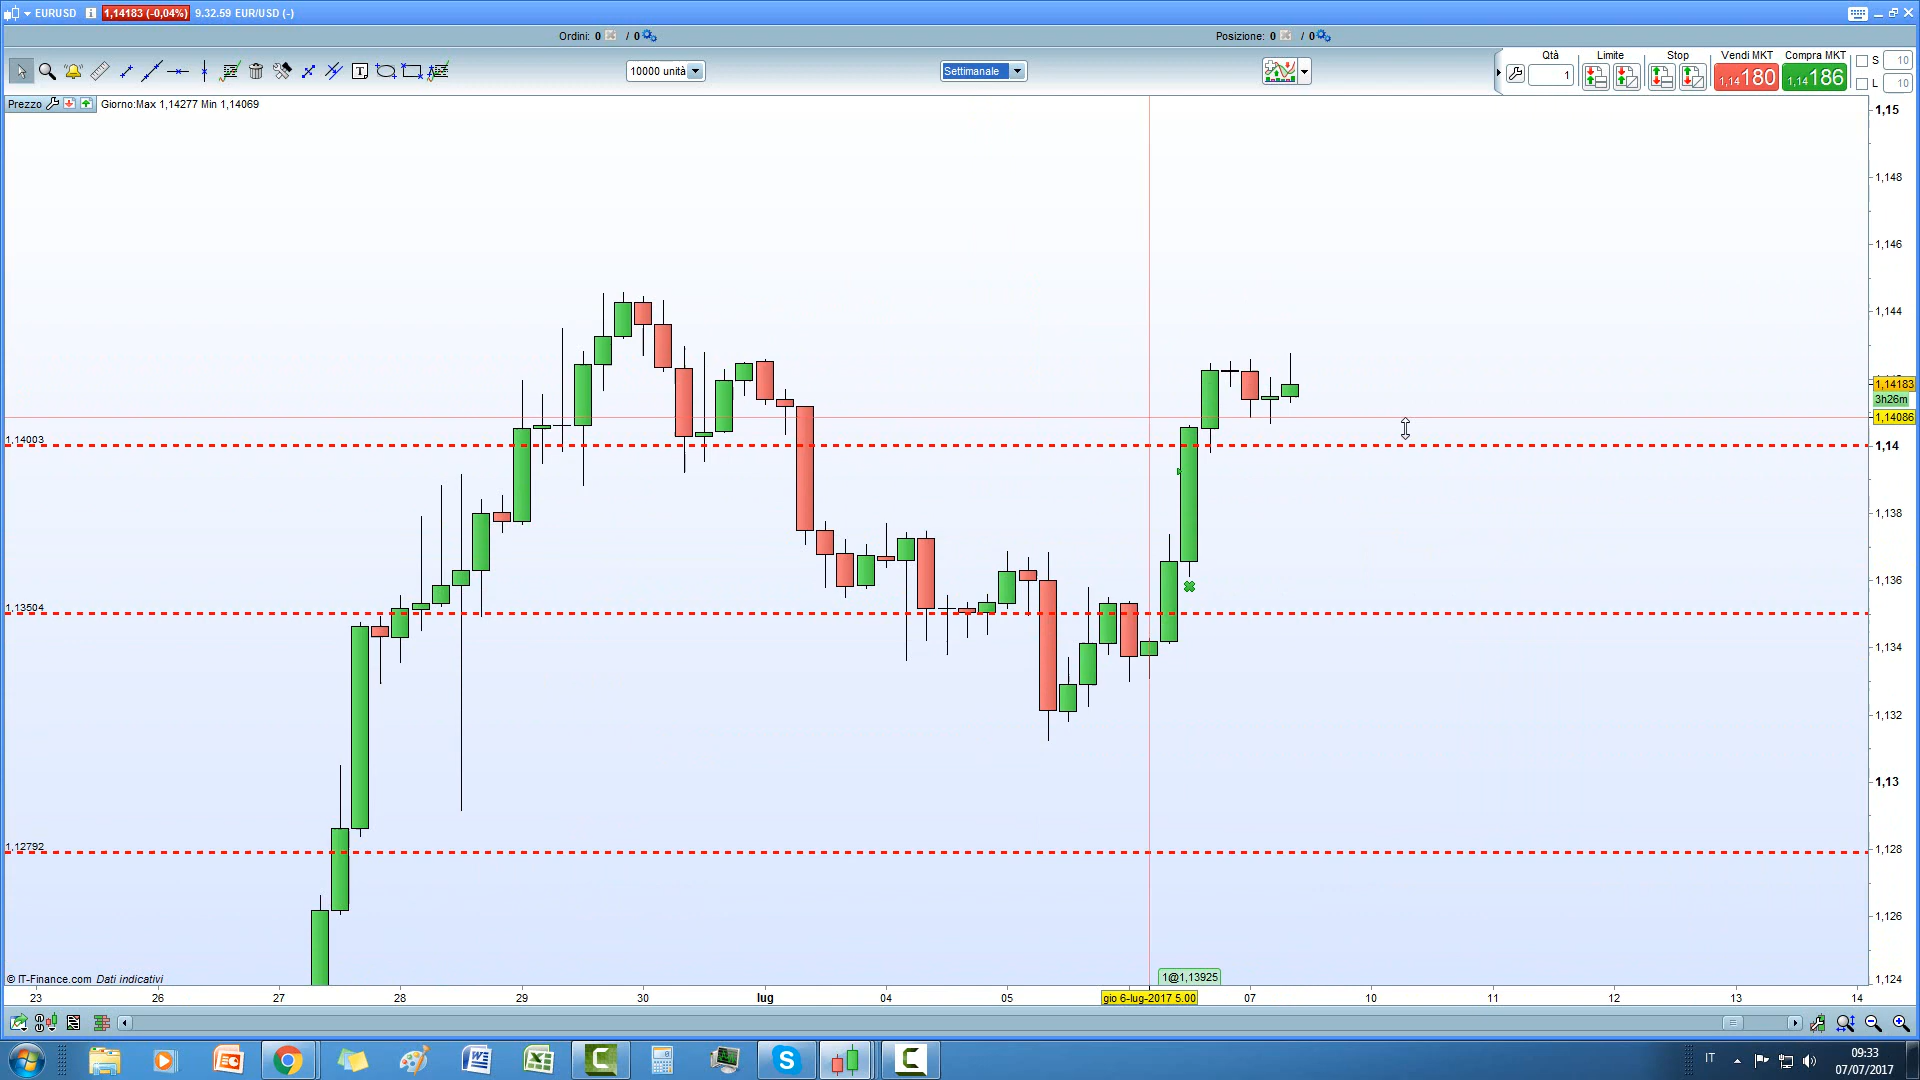 EURUSD 1,14183 (-0,04%) 9.32.59 EUR/USD (-)
Ordini: 0 / 0 Posizione: 0 / 0
10000 unità Settimanale
Qtà Limite Stop Vendi MKT Compra MKT S 10
1 1,14 180 1,14 186 L 10
Prezzo Giorno:Max 1,14277 Min 1,14069
1,15
1,148
1,146
1,144
1,14183
3h26m
1,14086
1,14003
1,14
1,138
1,136
1,13504
1,134
1,132
1,13
1,12792
1,128
1,126
© IT-Finance.com Dati indicativi
1@1,13925
1,124
23 26 27 28 29 30 lug 04 05 gio 6-lug-2017 5.00 07 10 11 12 13 14
IT
09:33
07/07/2017